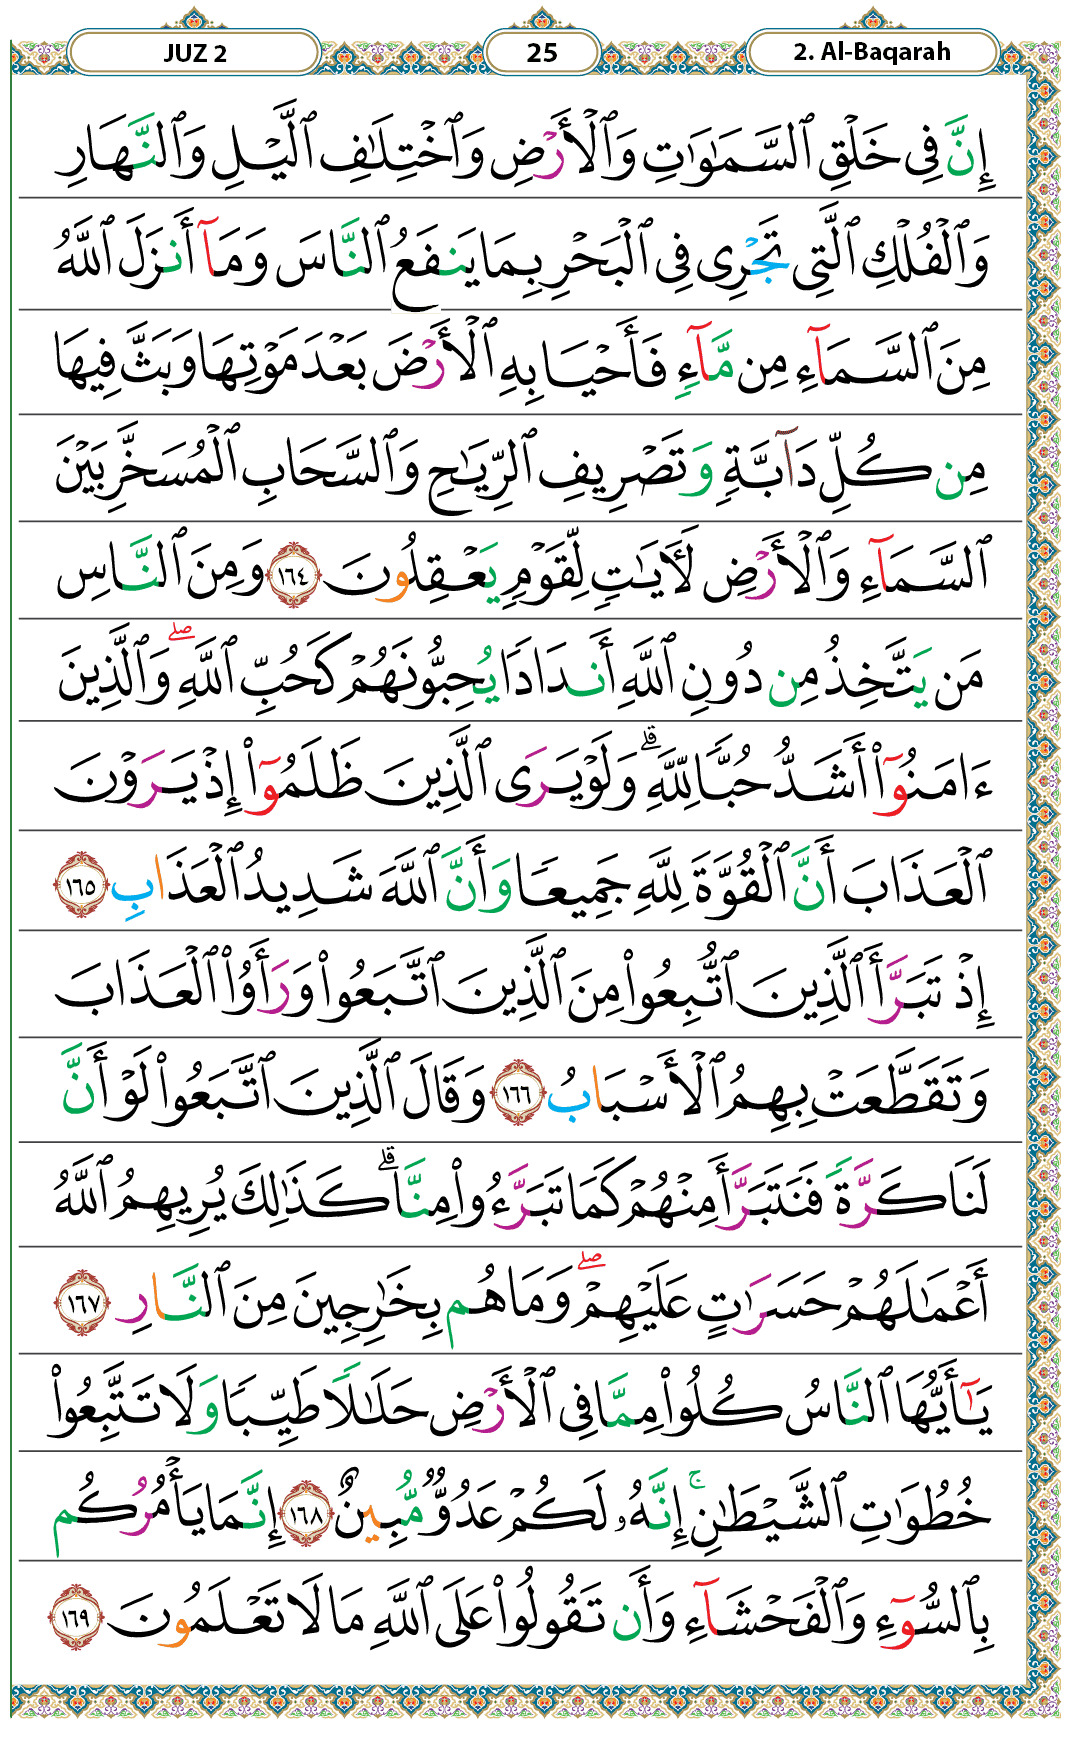 JUZ 2
25
2. Al-Baqarah
إِنَّ فِى خَلْقِ ٱلسَّمَـٰوَٰتِ وَٱلْأَرْضِ وَٱخْتِلَـٰفِ ٱلَّيْلِ وَٱلنَّهَارِ
وَٱلْفُلْكِ ٱلَّتِى تَجْرِى فِى ٱلْبَحْرِ بِمَا يَنفَعُ ٱلنَّاسَ وَمَآ أَنزَلَ ٱللَّهُ
مِنَ ٱلسَّمَآءِ مِن مَّآءٍ فَأَحْيَا بِهِ ٱلْأَرْضَ بَعْدَ مَوْتِهَا وَبَثَّ فِيهَا
مِن كُلِّ دَآبَّةٍ وَتَصْرِيفِ ٱلرِّيَـٰحِ وَٱلسَّحَابِ ٱلْمُسَخَّرِ بَيْنَ
ٱلسَّمَآءِ وَٱلْأَرْضِ لَـَٔايَـٰتٍ لِّقَوْمٍ يَعْقِلُونَ ١٦٤ وَمِنَ ٱلنَّاسِ
مَن يَتَّخِذُ مِن دُونِ ٱللَّهِ أَندَادًا يُحِبُّونَهُمْ كَحُبِّ ٱللَّهِ ۖ وَٱلَّذِينَ
ءَامَنُوٓا۟ أَشَدُّ حُبًّا لِّلَّهِ ۗ وَلَوْ يَرَى ٱلَّذِينَ ظَلَمُوٓا۟ إِذْ يَرَوْنَ
ٱلْعَذَابَ أَنَّ ٱلْقُوَّةَ لِلَّهِ جَمِيعًا وَأَنَّ ٱللَّهَ شَدِيدُ ٱلْعَذَابِ ١٦٥
إِذْ تَبَرَّأَ ٱلَّذِينَ ٱتُّبِعُوا۟ مِنَ ٱلَّذِينَ ٱتَّبَعُوا۟ وَرَأَوُا۟ ٱلْعَذَابَ
وَتَقَطَّعَتْ بِهِمُ ٱلْأَسْبَابُ ١٦٦ وَقَالَ ٱلَّذِينَ ٱتَّبَعُوا۟ لَوْ أَنَّ
لَنَا كَرَّةً فَنَتَبَرَّأَ مِنْهُمْ كَمَا تَبَرَّءُوا۟ مِنَّا ۗ كَذَٰلِكَ يُرِيهِمُ ٱللَّهُ
أَعْمَـٰلَهُمْ حَسَرَٰتٍ عَلَيْهِمْ ۖ وَمَا هُم بِخَـٰرِجِينَ مِنَ ٱلنَّارِ ١٦٧
يَـٰٓأَيُّهَا ٱلنَّاسُ كُلُوا۟ مِمَّا فِى ٱلْأَرْضِ حَلَـٰلًا طَيِّبًا وَلَا تَتَّبِعُوا۟
خُطُوَٰتِ ٱلشَّيْطَـٰنِ ۚ إِنَّهُۥ لَكُمْ عَدُوٌّ مُّبِينٌ ١٦٨ إِنَّمَا يَأْمُرُكُم
بِٱلسُّوٓءِ وَٱلْفَحْشَآءِ وَأَن تَقُولُوا۟ عَلَى ٱللَّهِ مَا لَا تَعْلَمُونَ ١٦٩